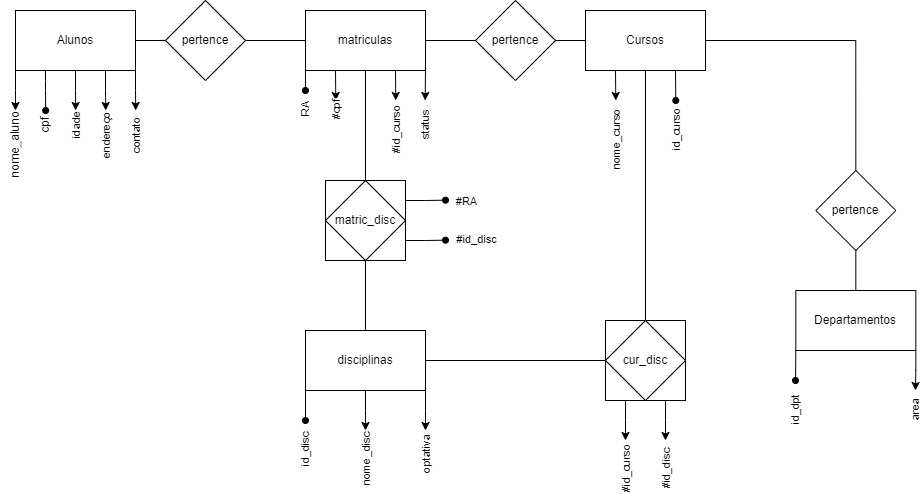 Alunos
pertence
matriculas
pertence
Cursos
nome_aluno
cpf
idade
endereço
contato
RA
#cpf
#id_curso
status
nome_curso
id_curso
matric_disc
#RA
#id_disc
pertence
Departamentos
disciplinas
cur_disc
id_dpt
area
id_disc
nome_disc
optativa
#id_curso
#id_disc